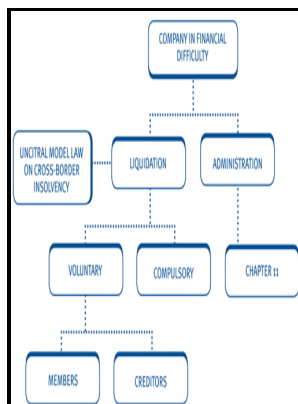 COMPANY IN FINANCIAL
DIFFICULTY
UNCITRAL MODEL LAW
ON CROSS-BORDER
INSOLVENCY
LIQUIDATION
ADMINISTRATION
VOLUNTARY
COMPULSORY
CHAPTER 11
MEMBERS
CREDITORS